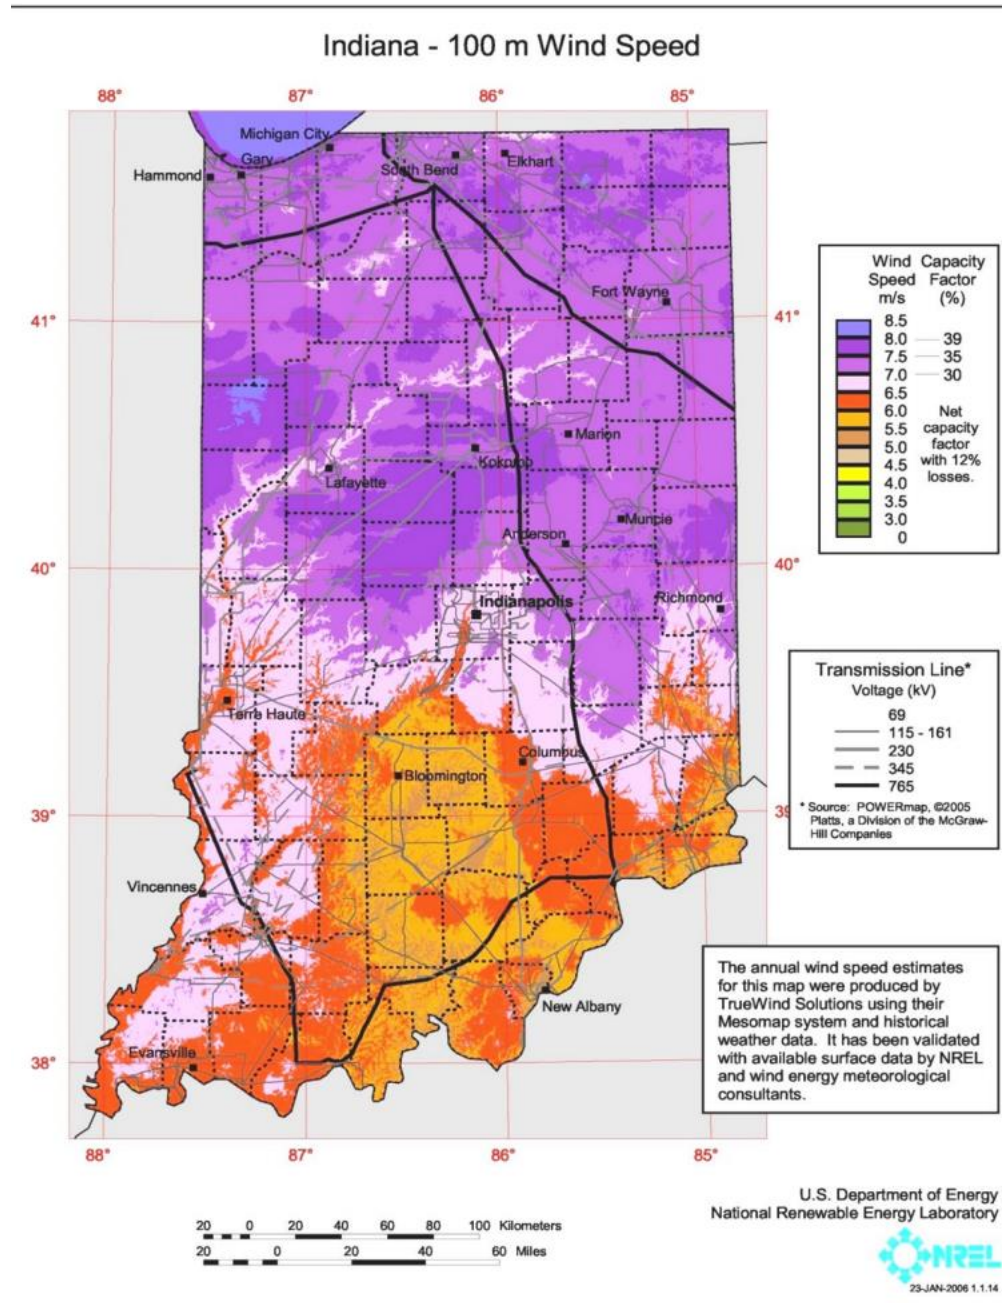 Indiana - 100 m Wind Speed
88° 87° 86° 85°
Michigan City
Gary
Hammond
South Bend
Elkhart
Fort Wayne
41° 41°
Marion
Kokomo
Lafayette
Muncie
Anderson
40° 40°
Indianapolis
Richmond
Terre Haute
Columbus
Bloomington
39° 39
Vincennes
New Albany
Evansville
38° 38°
88° 87° 86° 85°
Wind Capacity
Speed Factor
m/s (%)
8.5
8.0 39
7.5 35
7.0 30
6.5
6.0
5.5
5.0
4.5
4.0
3.5
3.0
0
Net
capacity
factor
with 12%
losses.
Transmission Line*
Voltage (kV)
69
115 - 161
230
345
765
* Source: POWERmap, ©2005
Platts, a Division of the McGraw-
Hill Companies
The annual wind speed estimates
for this map were produced by
TrueWind Solutions using their
Mesomap system and historical
weather data. It has been validated
with available surface data by NREL
and wind energy meteorological
consultants.
20 0 20 40 60 80 100 Kilometers
20 0 20 40 60 Miles
U.S. Department of Energy
National Renewable Energy Laboratory
NREL
23-JAN-2006 1.1.14